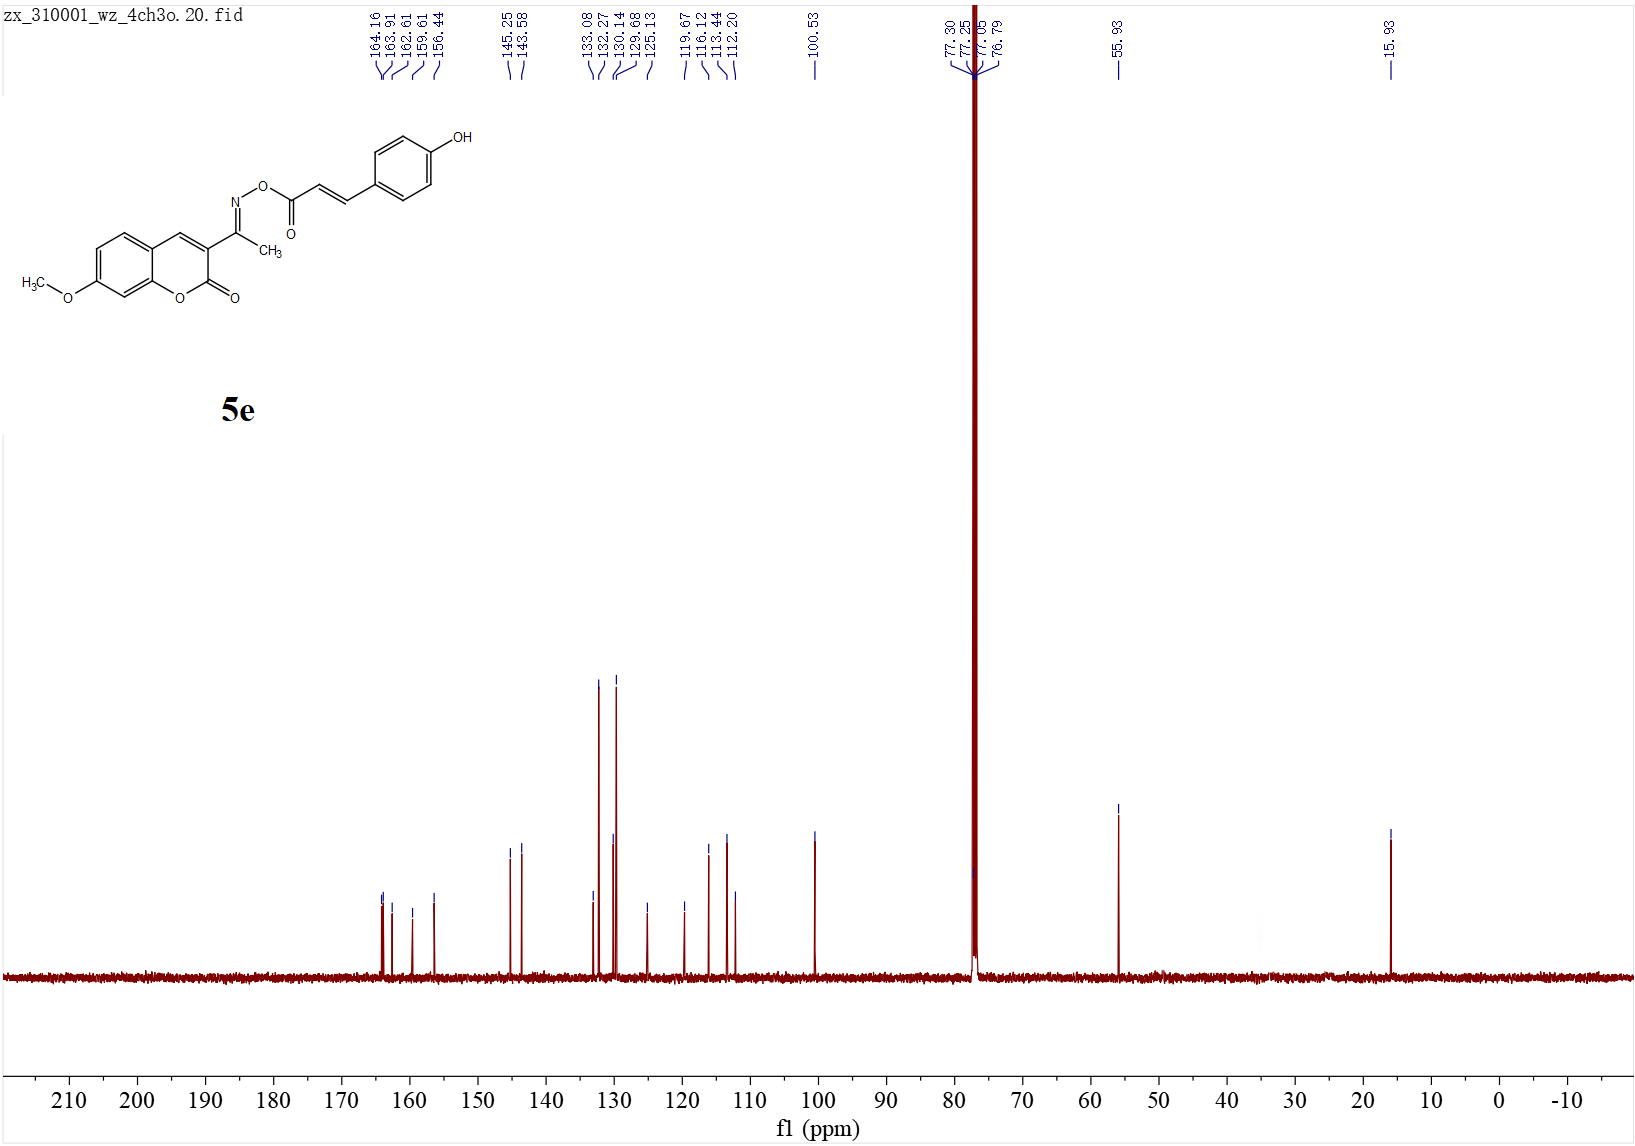 zx_310001_wz_4ch3o.20.fid
164.16
163.91
162.61
159.61
156.44
145.25
143.58
133.08
132.27
130.14
129.68
125.13
119.67
116.12
113.44
112.20
100.53
77.30
77.25
77.05
76.79
55.93
15.93
OH
O
N
O
CH3
H3C
O
O
O
5e
210 200 190 180 170 160 150 140 130 120 110 100 90 80 70 60 50 40 30 20 10 0 -10
f1 (ppm)